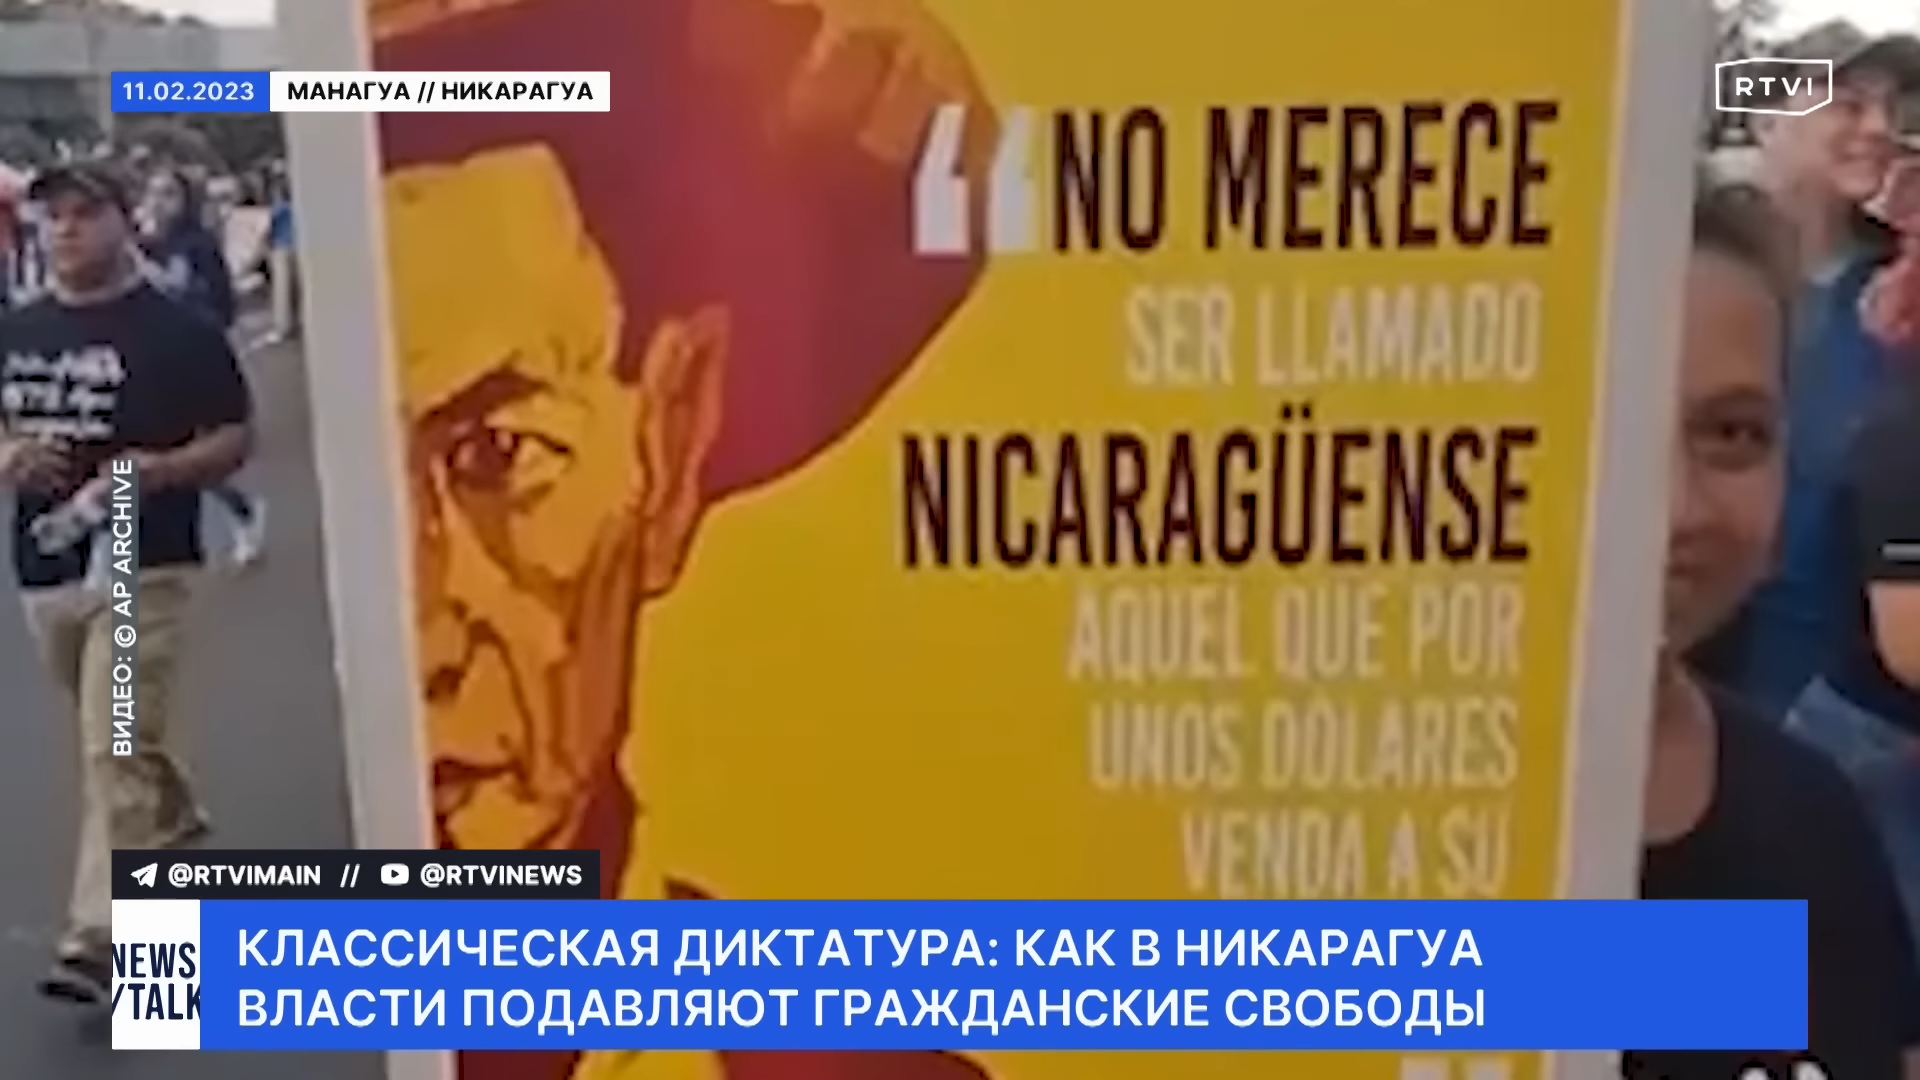 11.02.2023
МАНАГУА // НИКАРАГУА
RTVI
“NO MERECE
SER LLAMADO
NICARAGÜENSE
AQUEL QUE POR
UNOS DÓLARES
VENDA A SU
ВИДЕО: © AP ARCHIVE
@RTVIMAIN // @RTVINEWS
NEWS
/TALK
КЛАССИЧЕСКАЯ ДИКТАТУРА: КАК В НИКАРАГУА
ВЛАСТИ ПОДАВЛЯЮТ ГРАЖДАНСКИЕ СВОБОДЫ